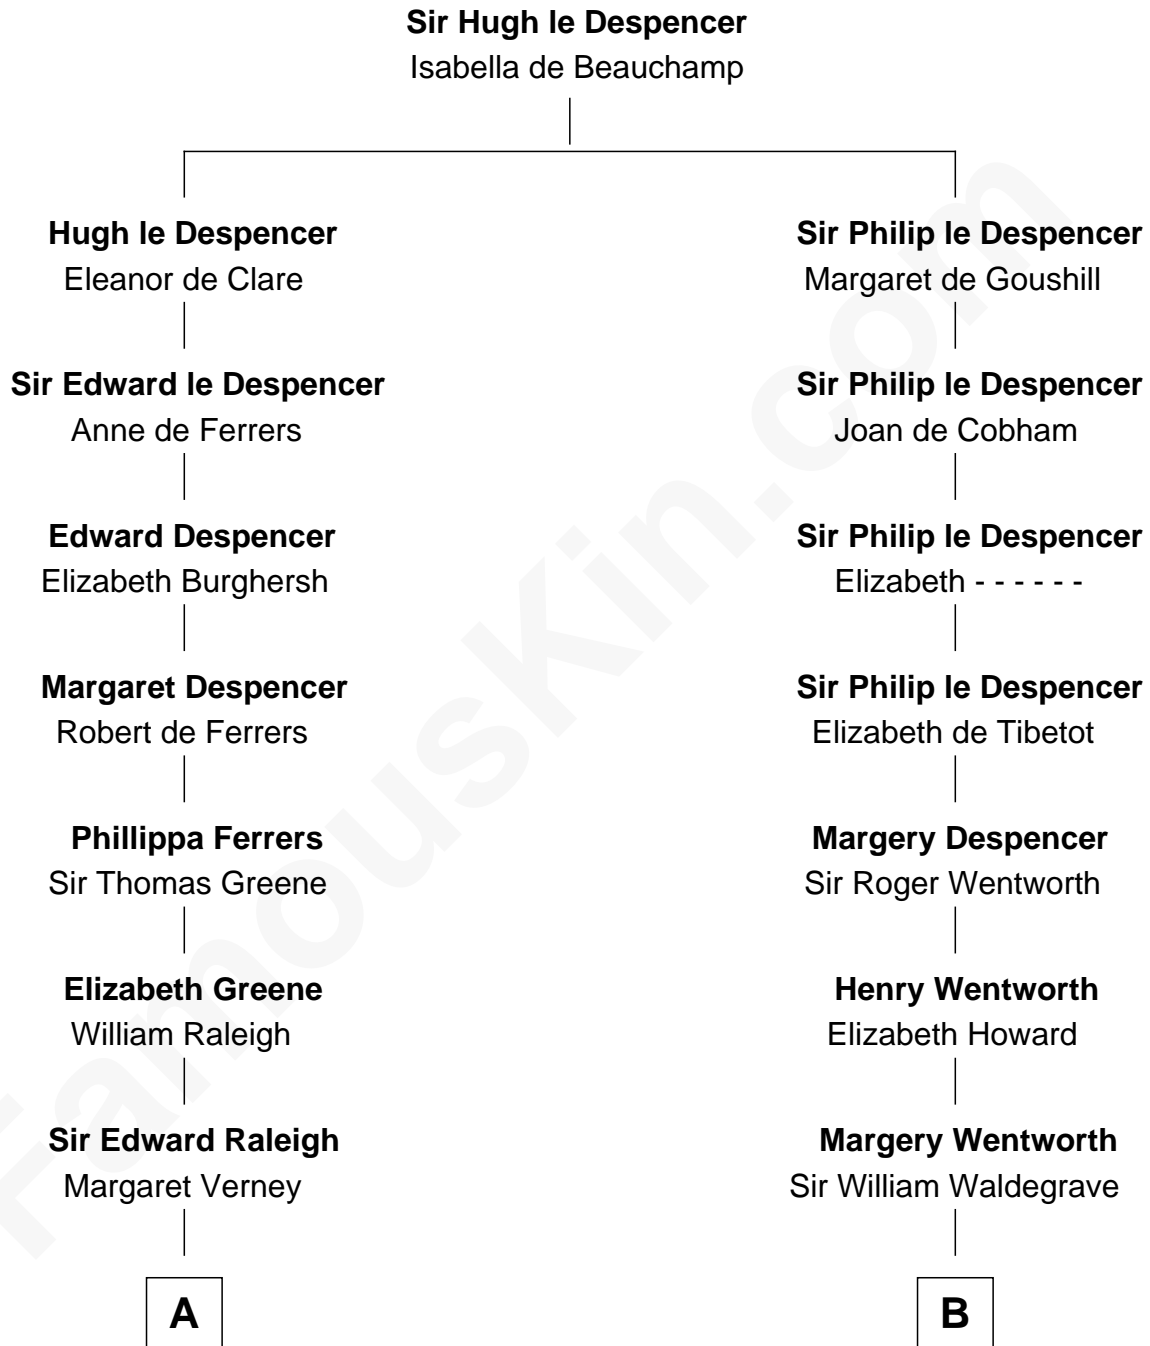 Sir Hugh le Despencer
Isabella de Beauchamp
Hugh le Despencer
Eleanor de Clare
Sir Philip le Despencer
Margaret de Goushill
Sir Edward le Despencer
Anne de Ferrers
Sir Philip le Despencer
Joan de Cobham
Edward Despencer
Elizabeth Burghersh
Sir Philip le Despencer
Elizabeth - - - - - -
Margaret Despencer
Robert de Ferrers
Sir Philip le Despencer
Elizabeth de Tibetot
Phillippa Ferrers
Sir Thomas Greene
Margery Despencer
Sir Roger Wentworth
Elizabeth Greene
William Raleigh
Henry Wentworth
Elizabeth Howard
Sir Edward Raleigh
Margaret Verney
Margery Wentworth
Sir William Waldegrave
A
B
FamousKin.com